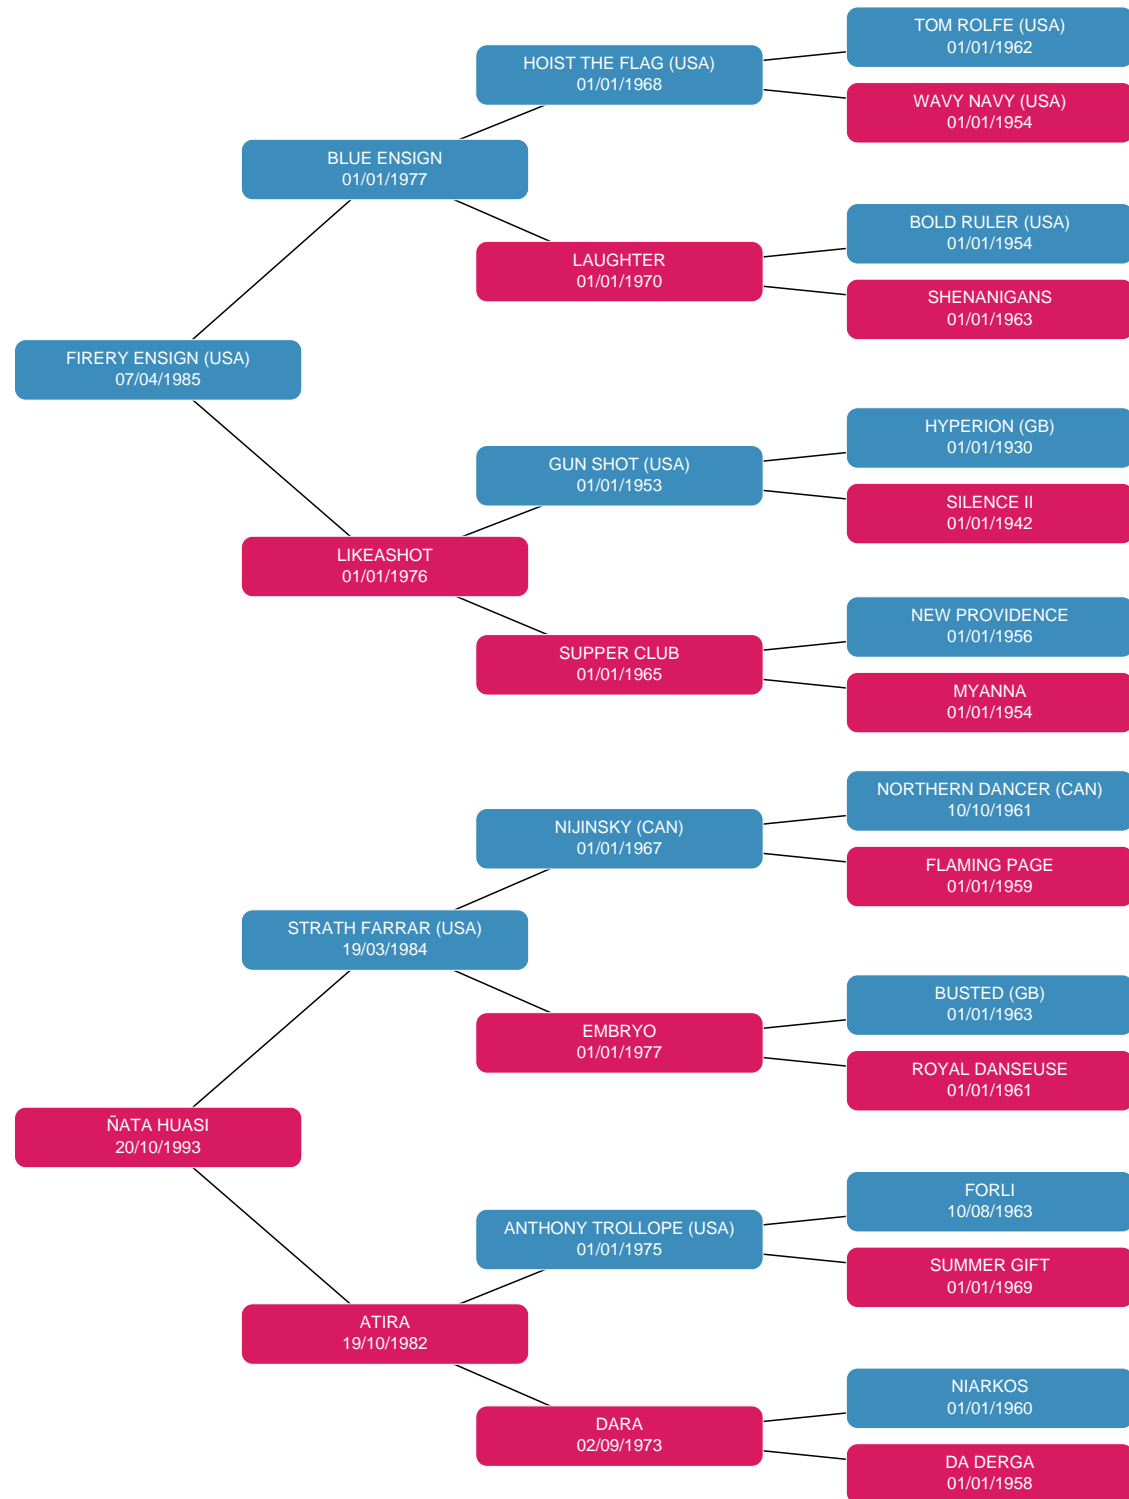 TOM ROLFE (USA)
01/01/1962
HOIST THE FLAG (USA)
01/01/1968
WAVY NAVY (USA)
01/01/1954
BLUE ENSIGN
01/01/1977
BOLD RULER (USA)
01/01/1954
LAUGHTER
01/01/1970
SHENANIGANS
01/01/1963
FIRERY ENSIGN (USA)
07/04/1985
HYPERION (GB)
01/01/1930
GUN SHOT (USA)
01/01/1953
SILENCE II
01/01/1942
LIKEASHOT
01/01/1976
NEW PROVIDENCE
01/01/1956
SUPPER CLUB
01/01/1965
MYANNA
01/01/1954
NORTHERN DANCER (CAN)
10/10/1961
NIJINSKY (CAN)
01/01/1967
FLAMING PAGE
01/01/1959
STRATH FARRAR (USA)
19/03/1984
BUSTED (GB)
01/01/1963
EMBRYO
01/01/1977
ROYAL DANSEUSE
01/01/1961
ÑATA HUASI
20/10/1993
FORLI
10/08/1963
ANTHONY TROLLOPE (USA)
01/01/1975
SUMMER GIFT
01/01/1969
ATIRA
19/10/1982
NIARKOS
01/01/1960
DARA
02/09/1973
DA DERGA
01/01/1958